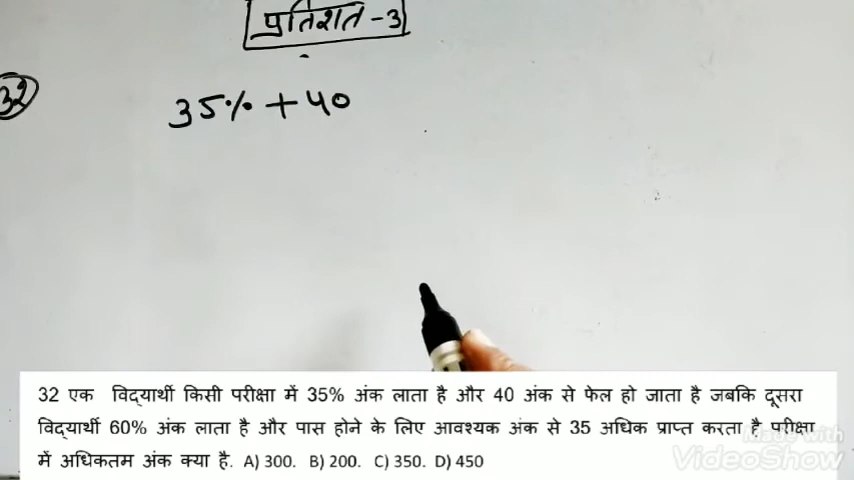 प्रतिशत-3
32
35% + 40
32 एक विद्यार्थी किसी परीक्षा में 35% अंक लाता है और 40 अंक से फेल हो जाता है जबकि दूसरा
विद्यार्थी 60% अंक लाता है और पास होने के लिए आवश्यक अंक से 35 अधिक प्राप्त करता है परीक्षा
में अधिकतम अंक क्या है. A) 300. B) 200. C) 350. D) 450
Made with
VideoShow